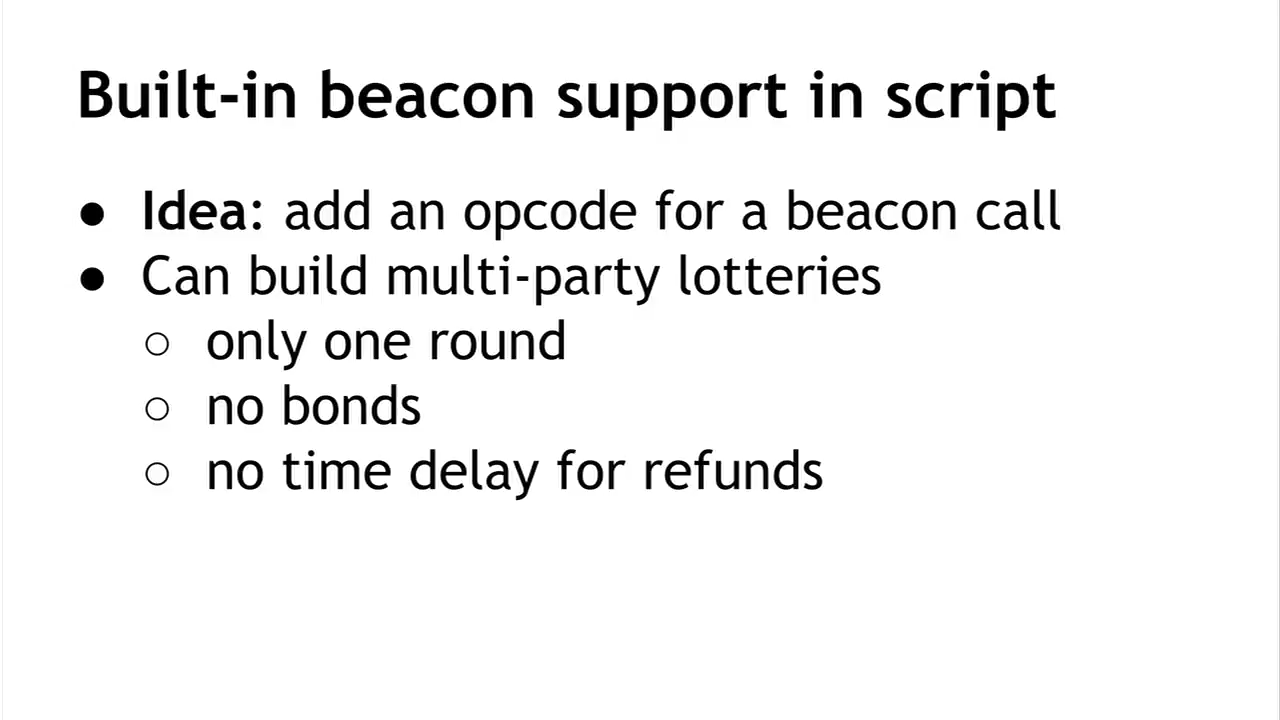 Built-in beacon support in script
● Idea: add an opcode for a beacon call
● Can build multi-party lotteries
○ only one round
○ no bonds
○ no time delay for refunds